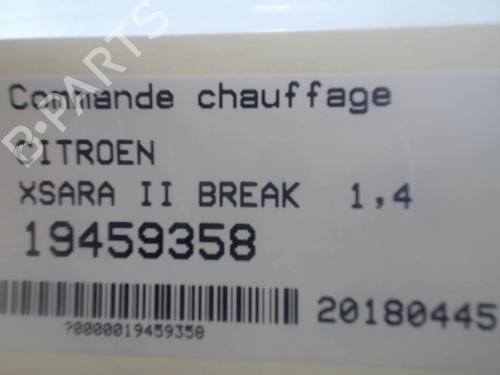 Commande chauffage
CITROEN
XSARA II BREAK 1,4
19459358
20180445
?0000019459358
B-PARTS